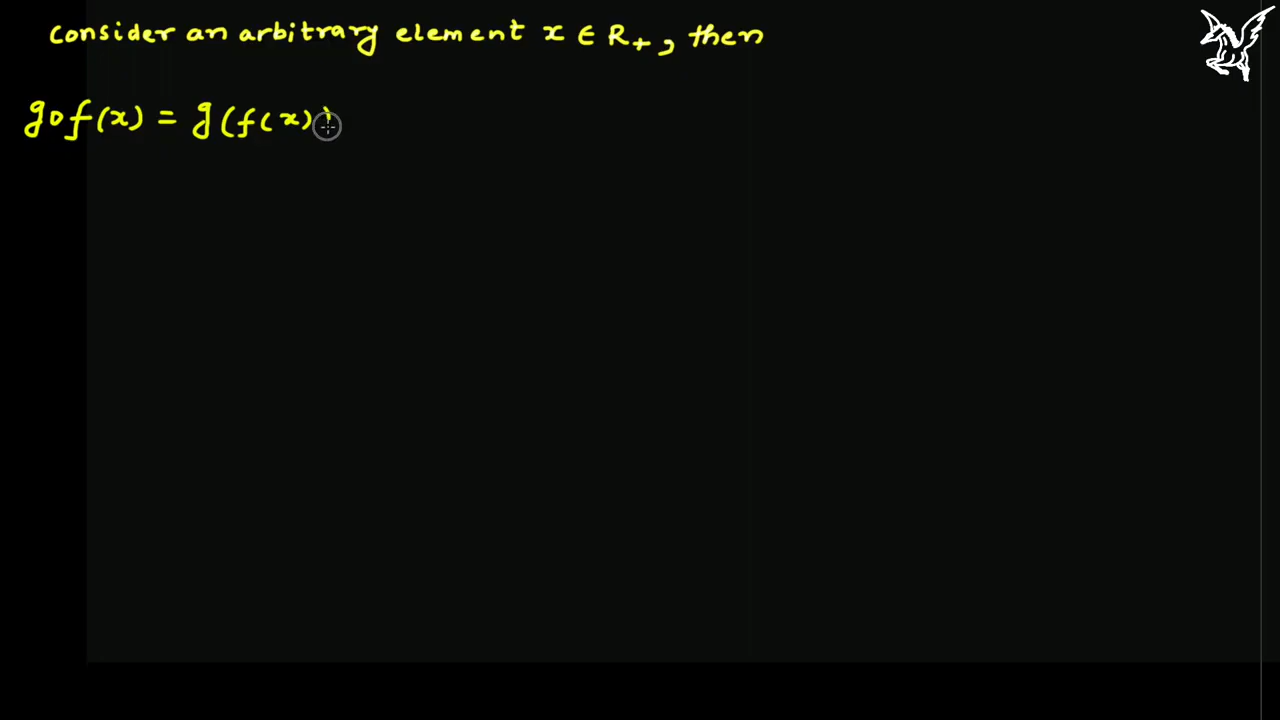 consider an arbitrary element x ∈ R₊, then
gof(x) = g(f(x))